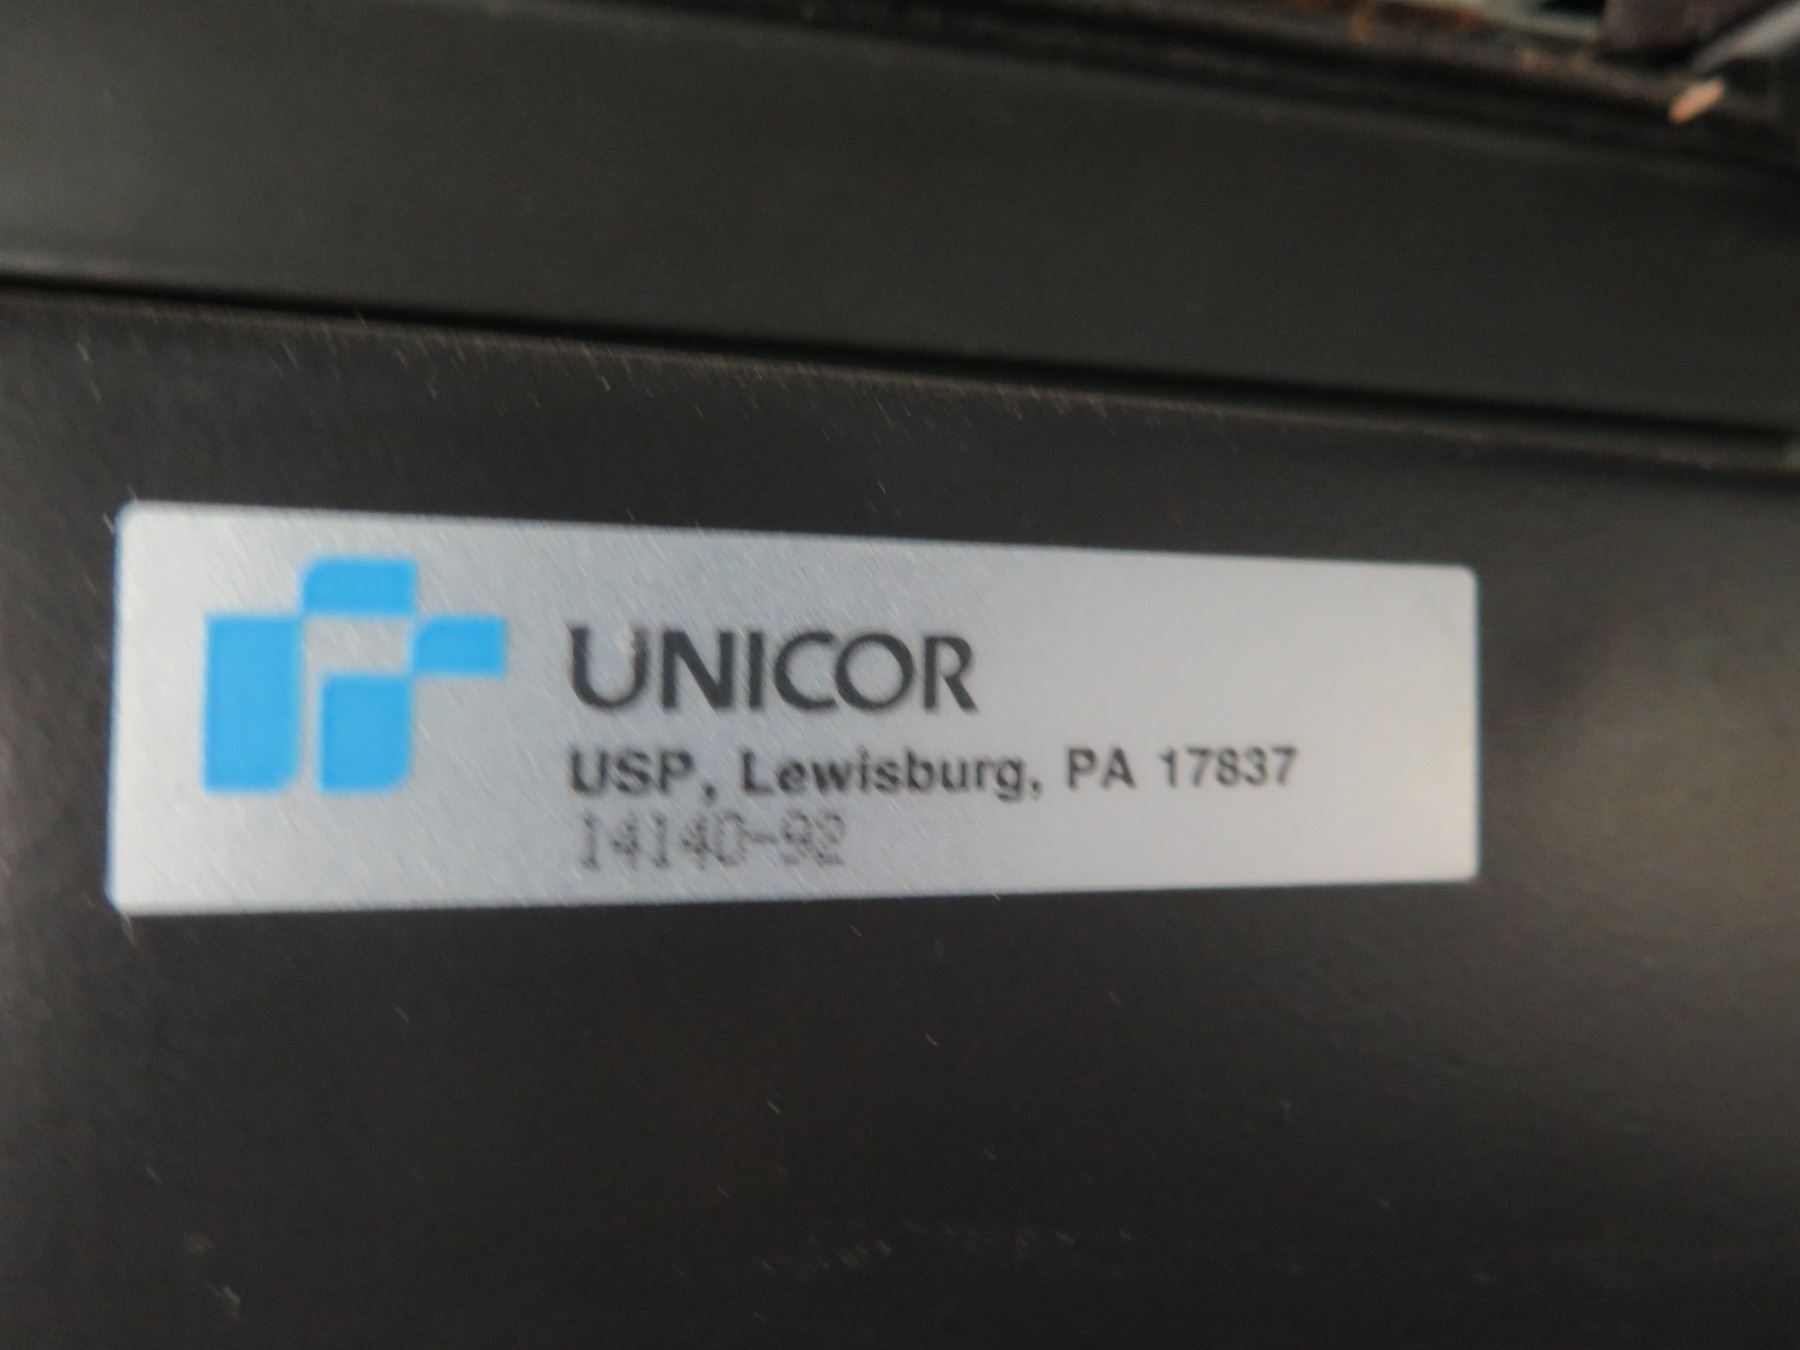 UNICOR
USP, Lewisburg, PA 17837
14140-92